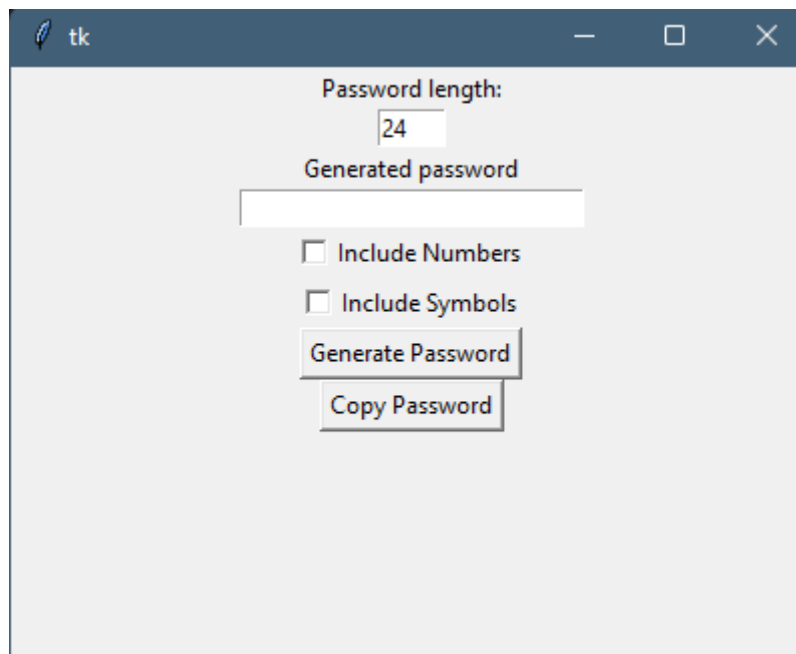 tk
Password length:
24
Generated password
Include Numbers
Include Symbols
Generate Password
Copy Password